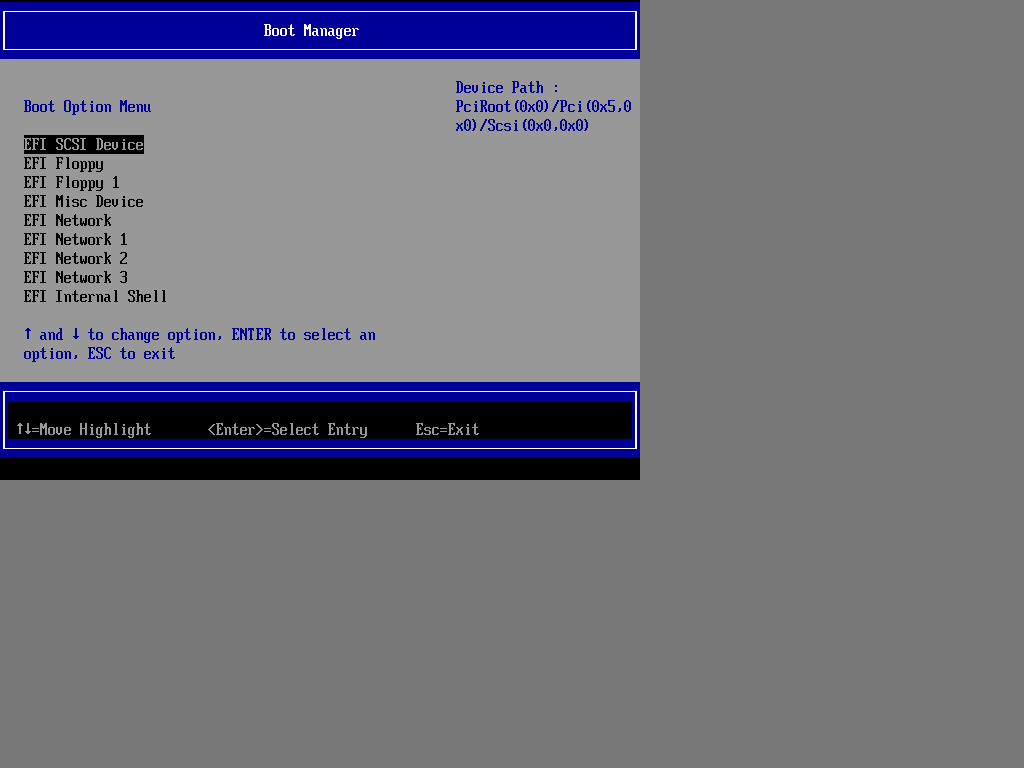 Boot Manager
Device Path :
Boot Option Menu
PciRoot(0x0)/Pci(0x5,0
x0)/Scsi(0x0,0x0)
EFI SCSI Device
EFI Floppy
EFI Floppy 1
EFI Misc Device
EFI Network
EFI Network 1
EFI Network 2
EFI Network 3
EFI Internal Shell
↑ and ↓ to change option, ENTER to select an
option, ESC to exit
↑↓=Move Highlight <Enter>=Select Entry Esc=Exit